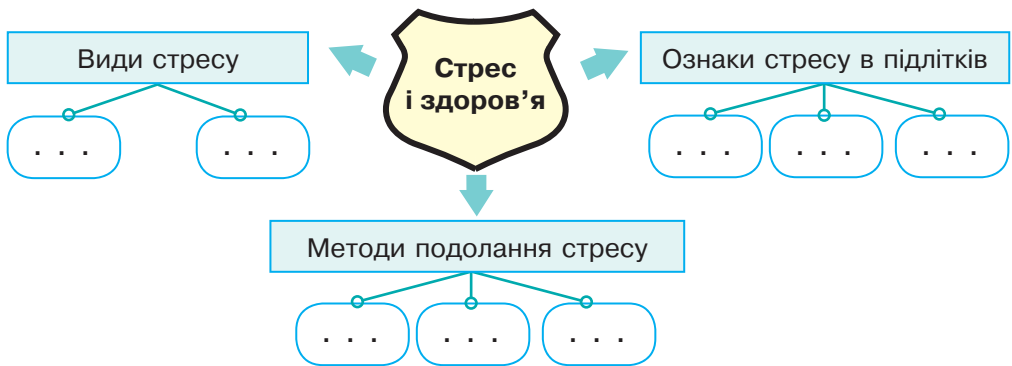 Стрес
і здоров’я
Види стресу
. . .
. . .
Ознаки стресу в підлітків
. . .
. . .
. . .
Методи подолання стресу
. . .
. . .
. . .